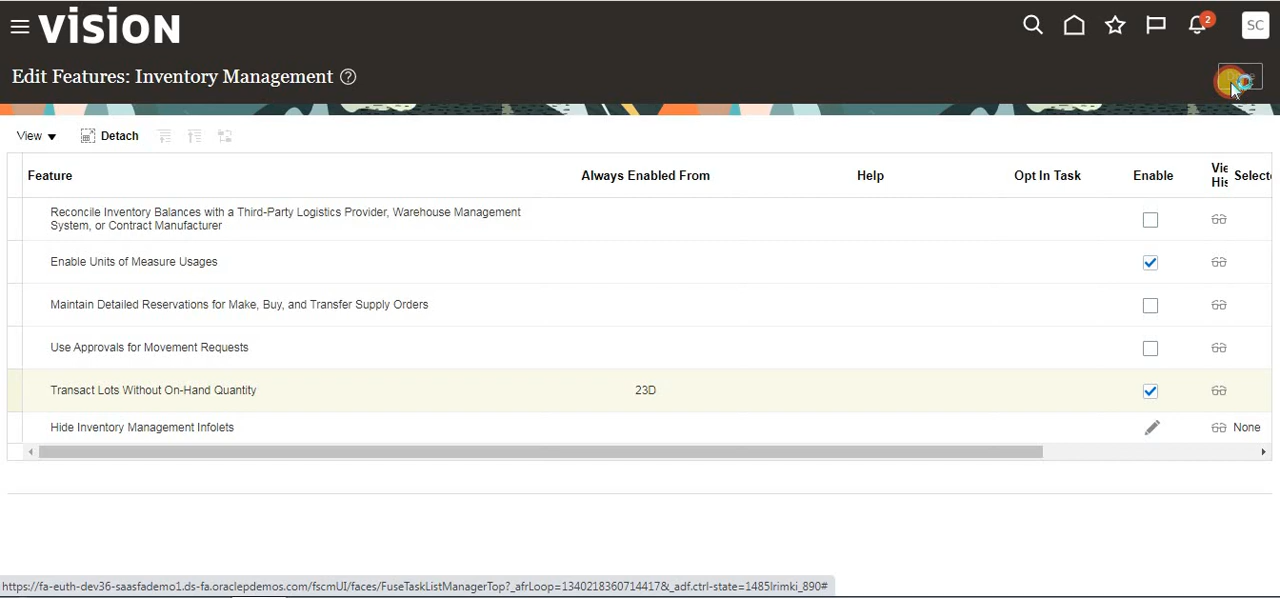 VISION
2
SC
Edit Features: Inventory Management
View
Detach
Feature
Always Enabled From
Help
Opt In Task
Enable
Vie
His
Selecte
Reconcile Inventory Balances with a Third-Party Logistics Provider, Warehouse Management
System, or Contract Manufacturer
Enable Units of Measure Usages
Maintain Detailed Reservations for Make, Buy, and Transfer Supply Orders
Use Approvals for Movement Requests
Transact Lots Without On-Hand Quantity
23D
Hide Inventory Management Infolets
None
https://fa-euth-dev36-saasfademo1.ds-fa.oraclepdemos.com/fscmUI/faces/FuseTaskListManagerTop?_afrLoop=1340218360714417&_adf.ctrl-state=1485lrimki_890#